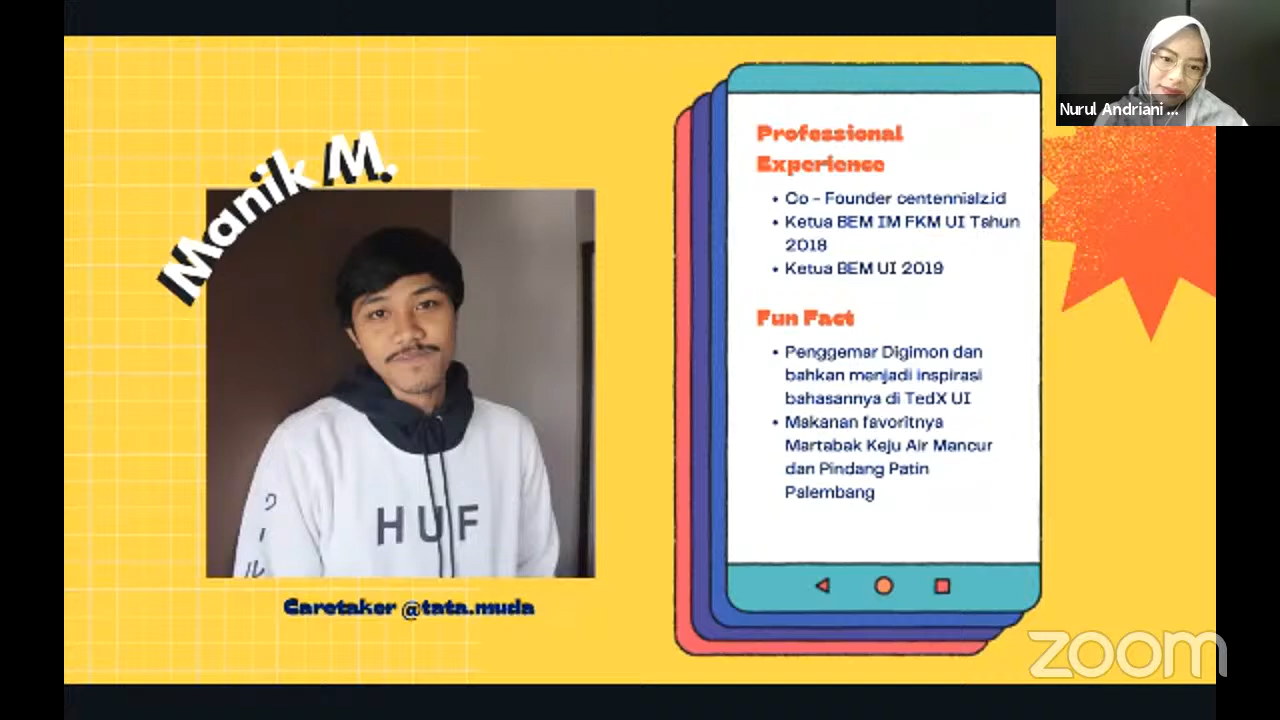 Manik M.
HUF
Caretaker @tata.muda
Professional
Experience
• Co - Founder centennialz.id
• Ketua BEM IM FKM UI Tahun
2018
• Ketua BEM UI 2019
Fun Fact
• Penggemar Digimon dan
bahkan menjadi inspirasi
bahasannya di TedX UI
• Makanan favoritnya
Martabak Keju Air Mancur
dan Pindang Patin
Palembang
Nurul Andriani ...
zoom